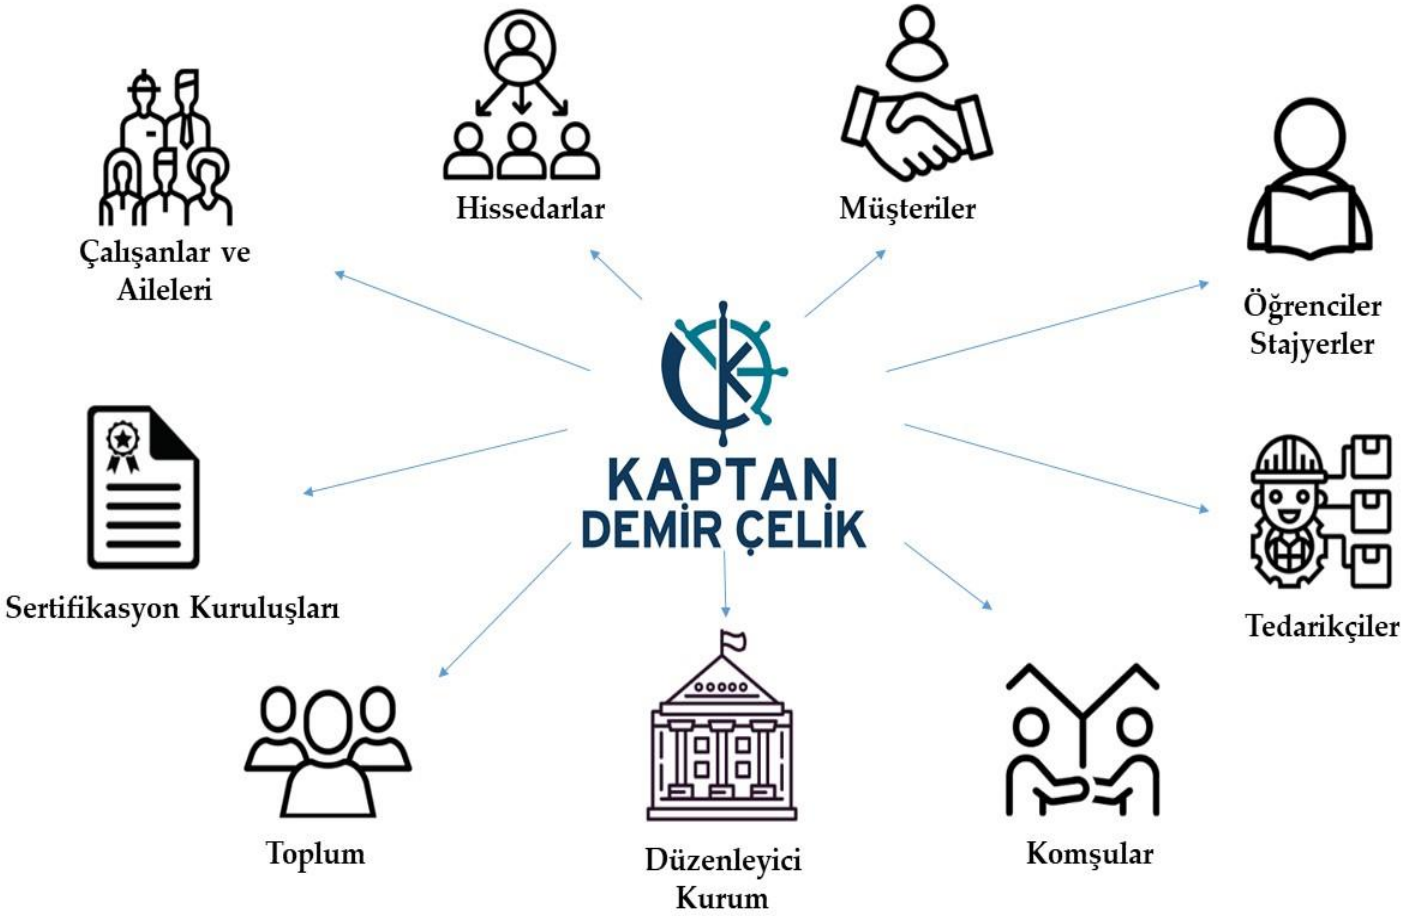 Hissedarlar
Müşteriler
Çalışanlar ve
Aileleri
Öğrenciler
Stajyerler
KAPTAN
DEMİR ÇELİK
Sertifikasyon Kuruluşları
Tedarikçiler
Toplum
Düzenleyici
Kurum
Komşular